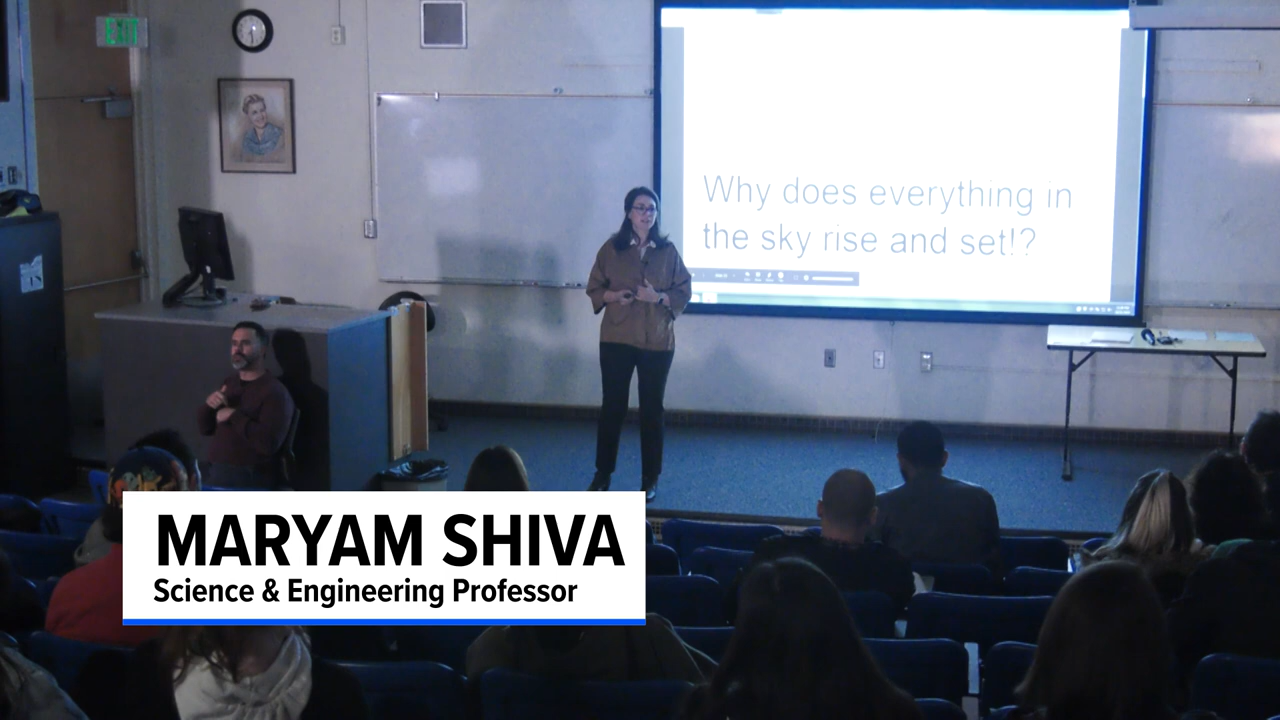 EXIT
Why does everything in
the sky rise and set!?
MARYAM SHIVA
Science & Engineering Professor